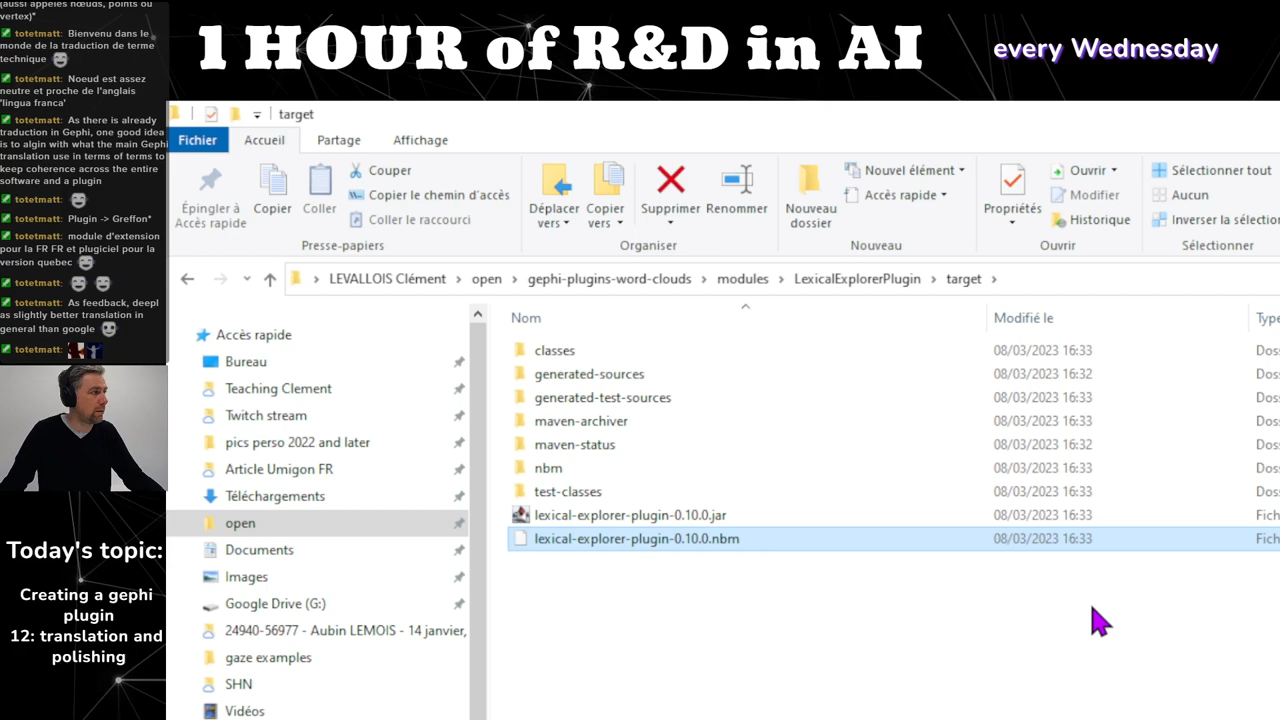 1 HOUR of R&D in AI
every Wednesday
(aussi appelés nœuds, points ou
vertex)*
totetmatt: Bienvenu dans le
monde de la traduction de terme
technique
totetmatt: Noeud est assez
neutre et proche de l'anglais
'lingua franca'
totetmatt: As there is already
traduction in Gephi, one good idea
is to algin with what the main Gephi
translation use in terms of terms to
keep coherence across the entire
software and a plugin
totetmatt:
totetmatt: Plugin -> Greffon*
totetmatt: module d'extension
pour la FR FR et plugiciel pour la
version quebec
totetmatt:
totetmatt: As feedback, deepl
as slightly better translation in
general than google
totetmatt:
Today's topic:
Creating a gephi
plugin
12: translation and
polishing
target
Fichier Accueil Partage Affichage
Épingler à
Accès rapide
Copier
Coller
Couper
Copier le chemin d'accès
Coller le raccourci
Presse-papiers
Déplacer
vers
Copier
vers
Supprimer
Renommer
Organiser
Nouveau
dossier
Nouvel élément
Accès rapide
Nouveau
Propriétés
Ouvrir
Modifier
Historique
Ouvrir
Sélectionner tout
Aucun
Inverser la sélection
Sélectionner
LEVALLOIS Clément > open > gephi-plugins-word-clouds > modules > LexicalExplorerPlugin > target >
Accès rapide
Bureau
Teaching Clement
Twitch stream
pics perso 2022 and later
Article Umigon FR
Téléchargements
open
Documents
Images
Google Drive (G:)
24940-56977 - Aubin LEMOIS - 14 janvier,
gaze examples
SHN
Vidéos
Nom Modifié le Type
classes 08/03/2023 16:33 Dos
generated-sources 08/03/2023 16:32 Dos
generated-test-sources 08/03/2023 16:33 Dos
maven-archiver 08/03/2023 16:33 Dos
maven-status 08/03/2023 16:32 Dos
nbm 08/03/2023 16:33 Dos
test-classes 08/03/2023 16:33 Dos
lexical-explorer-plugin-0.10.0.jar 08/03/2023 16:33 Fich
lexical-explorer-plugin-0.10.0.nbm 08/03/2023 16:33 Fich